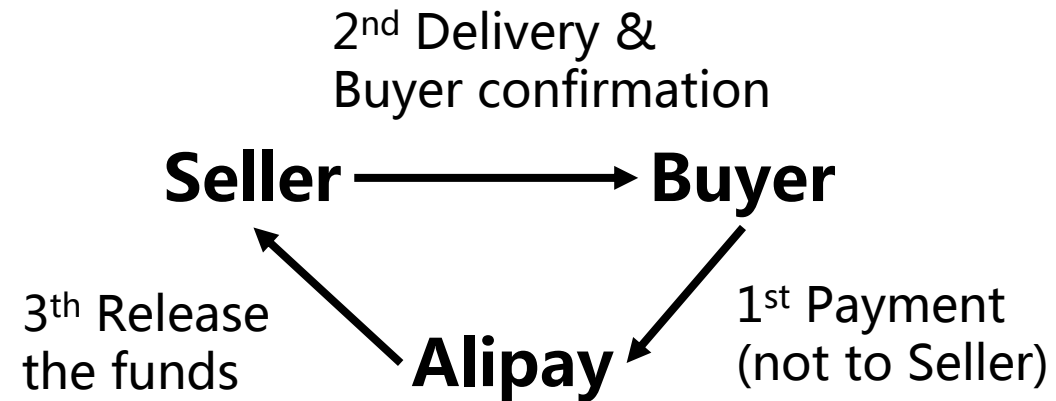 2nd Delivery &
Buyer confirmation
Seller
Buyer
3th Release
the funds
Alipay
1st Payment
(not to Seller)